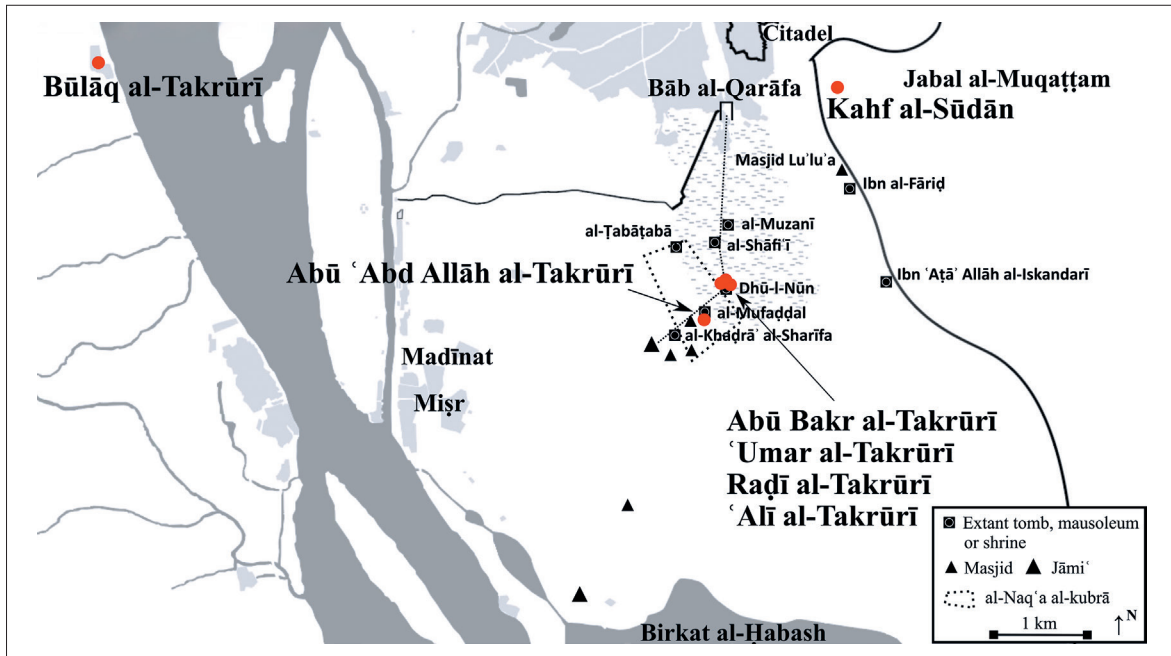 Citadel
Būlāq al-Takrūrī
Bāb al-Qarāfa
Jabal al-Muqaṭṭam
Kahf al-Sūdān
Masjid Luʾluʾa
Ibn al-Fāriḍ
al-Ṭabāṭabā
al-Muzanī
al-Shāfiʿī
Abū ʿAbd Allāh al-Takrūrī
Ibn ʿAṭāʾ Allāh al-Iskandarī
Dhū-l-Nūn
al-Mufaḍḍal
al-Khaḍrāʾ al-Sharīfa
Madīnat
Miṣr
Abū Bakr al-Takrūrī
ʿUmar al-Takrūrī
Raḍī al-Takrūrī
ʿAlī al-Takrūrī
Extant tomb, mausoleum
or shrine
Masjid Jāmiʿ
al-Naqʿa al-kubrā
1 km
N
Birkat al-Ḥabash